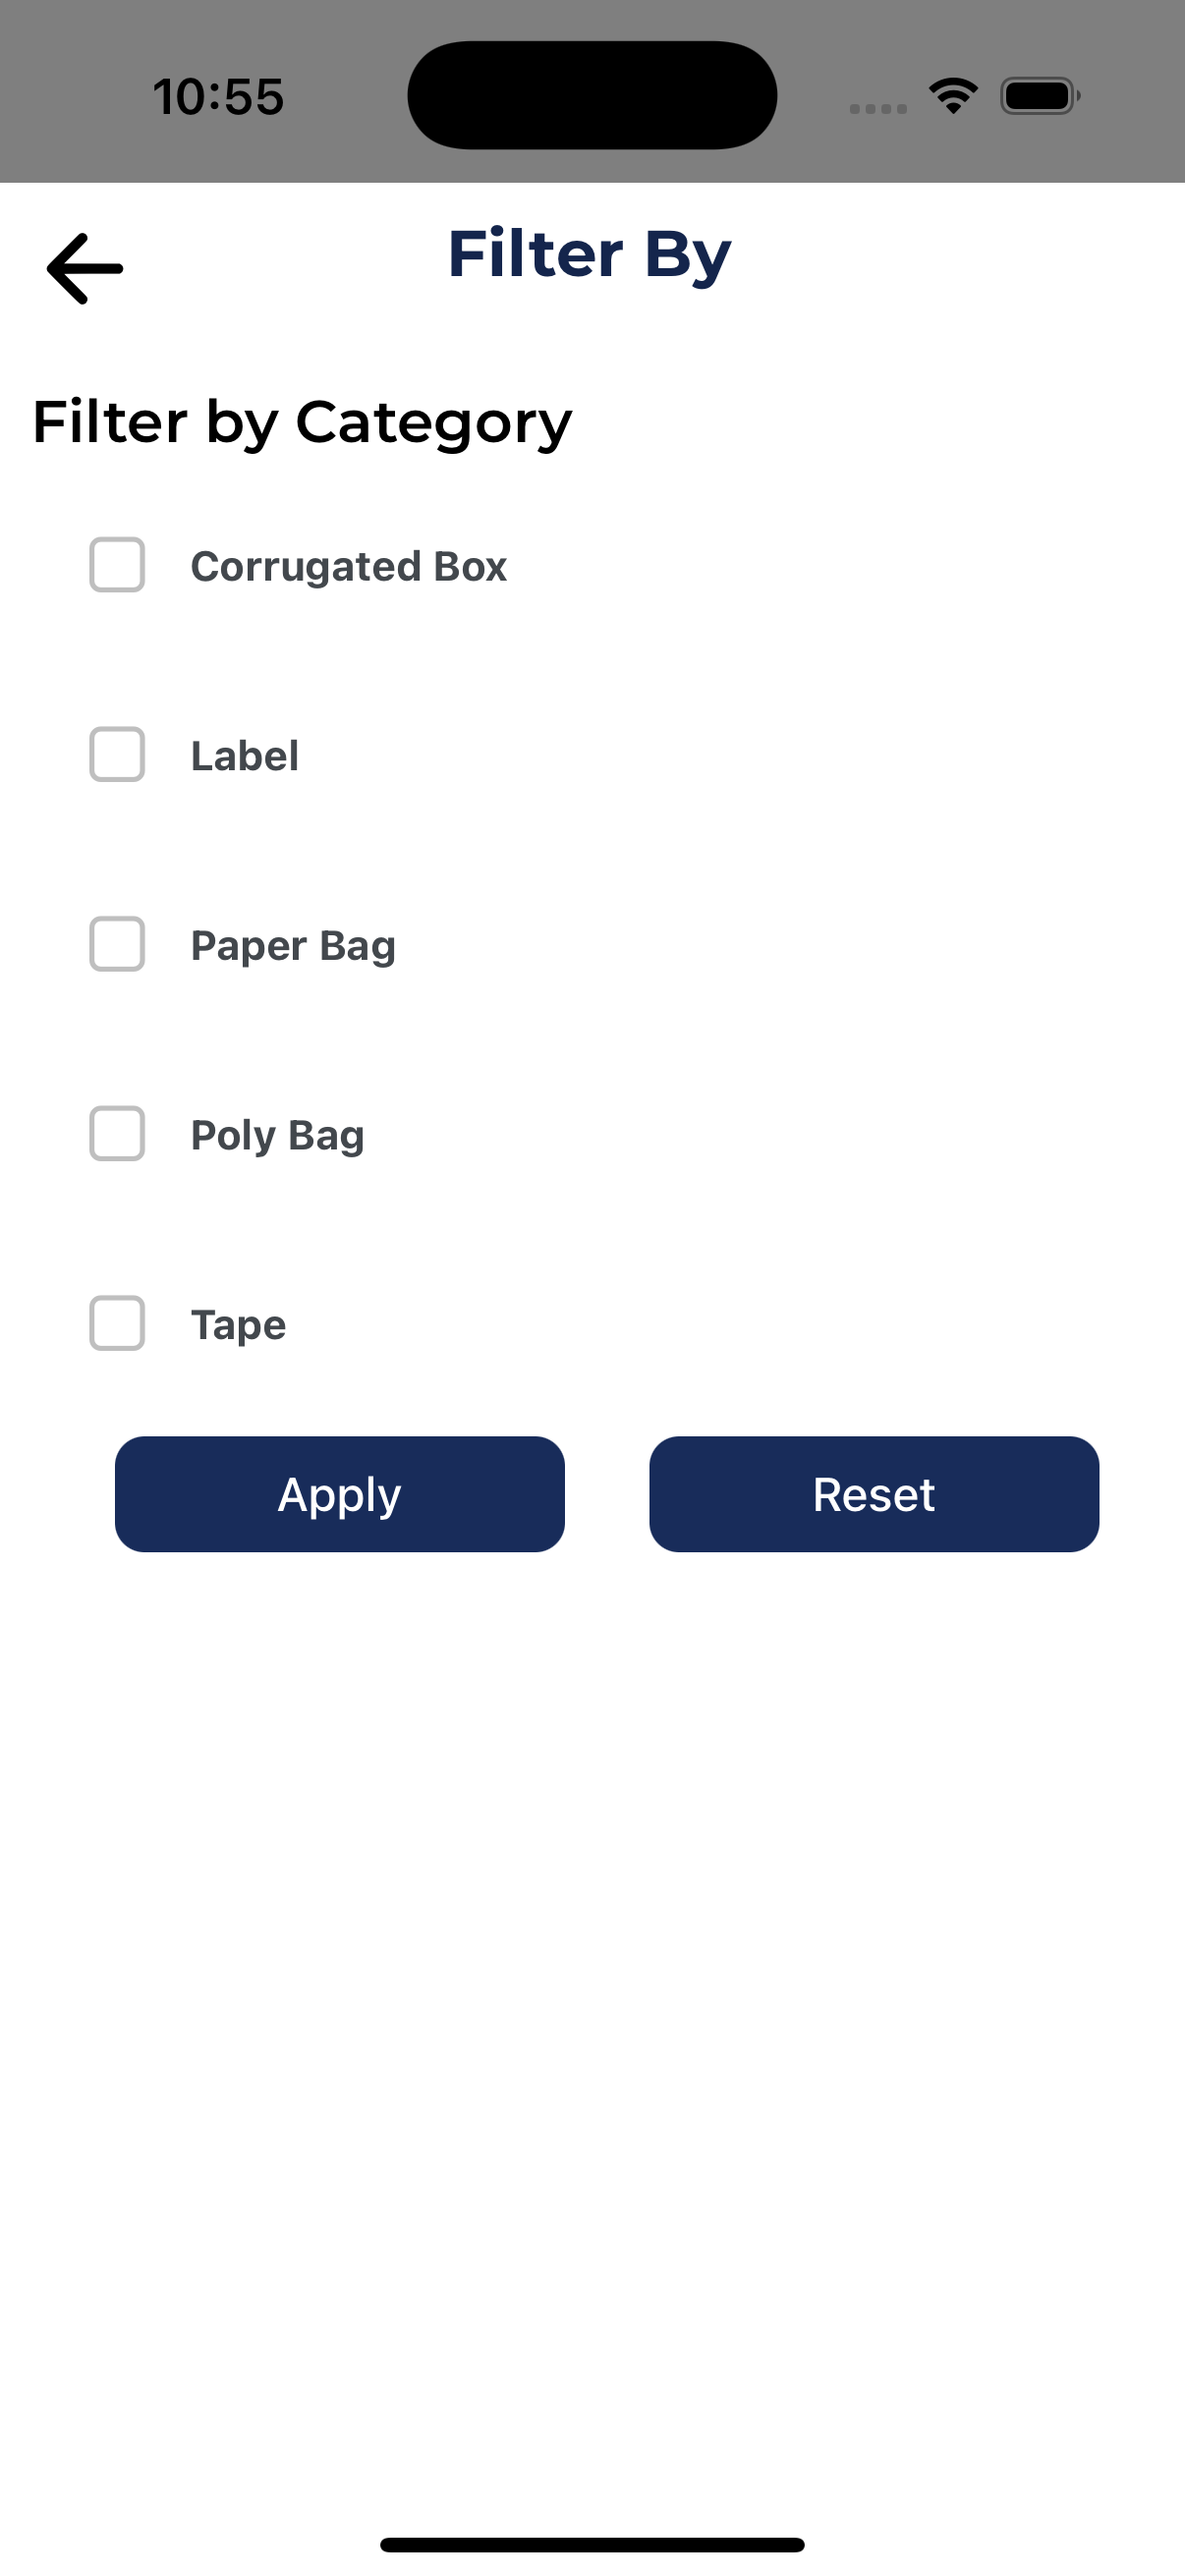 10:55
Filter By
Filter by Category
Corrugated Box
Label
Paper Bag
Poly Bag
Tape
Apply
Reset